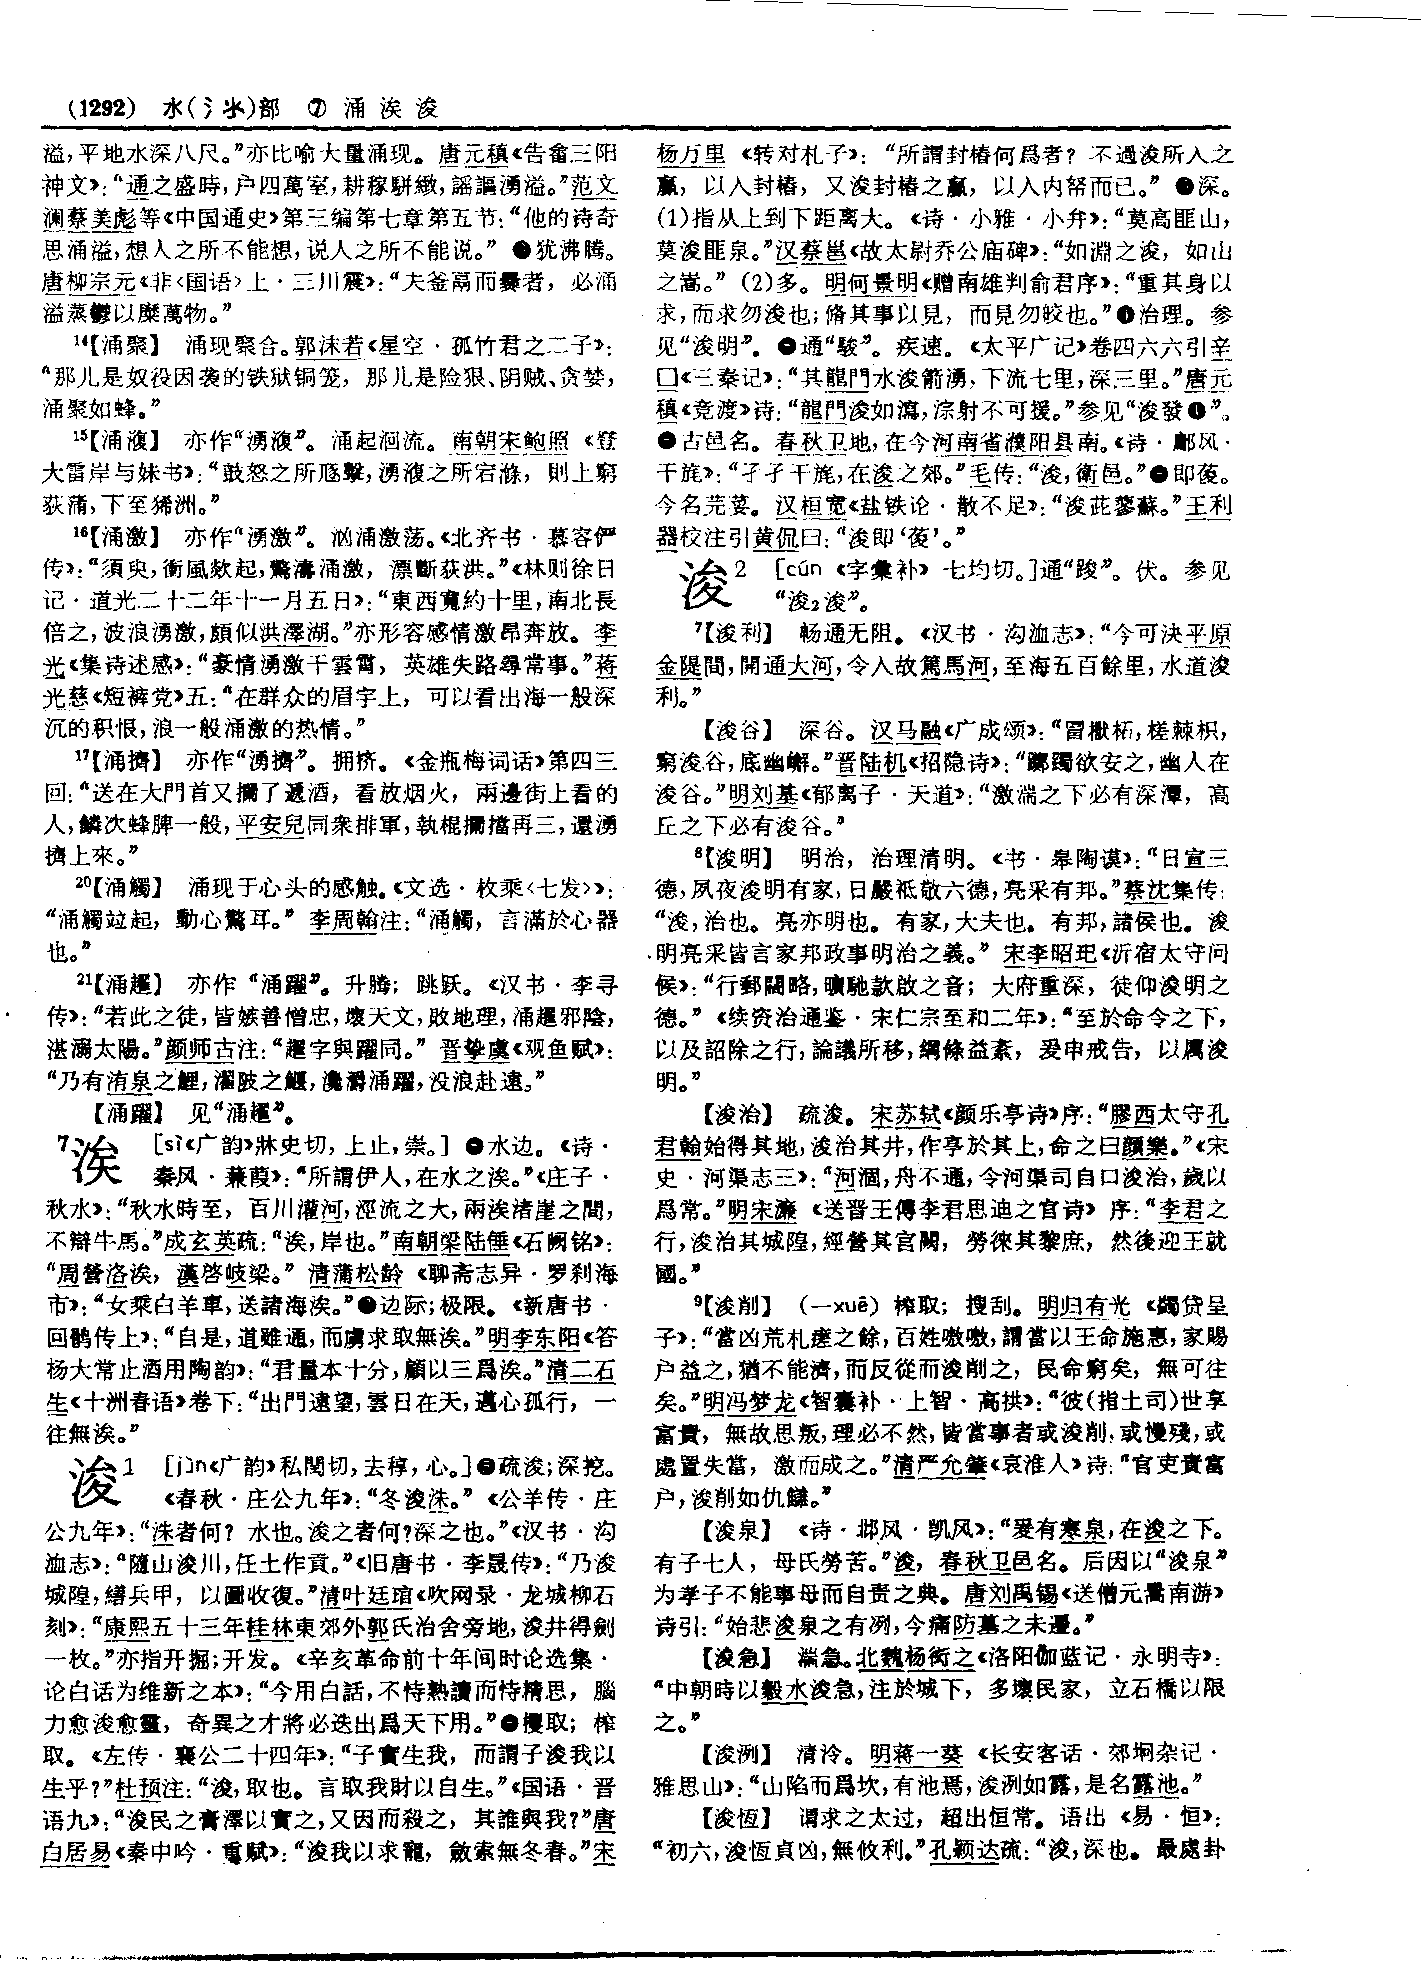 (1292) 水(氵氺)部 ⑦ 涌涘浚
溢,平地水深八尺。”亦比喻大量涌现。唐元稹《告畬三阳
神文》:“通之盛時,户四萬室,耕稼駢緻,謡謳湧溢。”范文
澜蔡美彪等《中国通史》第三编第七章第五节:“他的诗奇
思涌溢,想人之所不能想,说人之所不能说。” ●犹沸腾。
唐柳宗元《非〈国语〉上·三川震》:“夫釜鬲而爨者,必涌
溢蒸鬱以糜萬物。”
¹⁴【涌聚】 涌现聚合。郭沫若《星空·孤竹君之二子》:
“那儿是奴役因袭的铁狱铜笼,那儿是险狠、阴贼、贪婪,
涌聚如蜂。”
¹⁵【涌澓】 亦作“湧澓”。涌起洄流。南朝宋鲍照《登
大雷岸与妹书》:“鼓怒之所豗擊,湧澓之所宕滌,則上窮
荻蒲,下至狶洲。”
¹⁶【涌激】 亦作“湧激”。汹涌激荡。《北齐书·慕容俨
传》:“須臾,衝風欻起,驚濤涌激,漂斷荻洪。”《林则徐日
记·道光二十二年十一月五日》:“東西寬約十里,南北長
倍之,波浪湧激,頗似洪澤湖。”亦形容感情激昂奔放。李
光《集诗述感》:“豪情湧激干雲霄,英雄失路尋常事。”蒋
光慈《短裤党》五:“在群众的眉宇上,可以看出海一般深
沉的积恨,浪一般涌激的热情。”
¹⁷【涌擠】 亦作“湧擠”。拥挤。《金瓶梅词话》第四三
回:“送在大門首又攔了遞酒,看放烟火,兩邊街上看的
人,鱗次蜂脾一般,平安兒同衆排軍,執棍攔擋再三,還湧
擠上來。”
²⁰【涌觸】 涌现于心头的感触。《文选·枚乘〈七发〉》:
“涌觸竝起,動心驚耳。” 李周翰注:“涌觸,言滿於心器
也。”
²¹【涌趯】 亦作“涌躍”。升腾;跳跃。《汉书·李寻
传》:“若此之徒,皆嫉善憎忠,壞天文,敗地理,涌趯邪陰,
湛溺太陽。”颜师古注:“趯字與躍同。” 晋挚虞《观鱼赋》:
“乃有洧泉之鯉,濯陂之鰋,瀺灂涌躍,没浪赴遠。”
【涌躍】 见“涌趯”。
⁷涘 [sì《广韵》牀史切,上止,崇。] ●水边。《诗·
秦风·蒹葭》:“所謂伊人,在水之涘。”《庄子·
秋水》:“秋水時至,百川灌河,涇流之大,兩涘渚崖之間,
不辯牛馬。”成玄英疏:“涘,岸也。”南朝梁陆倕《石阙铭》:
“周營洛涘,漢啓岐梁。” 清蒲松龄《聊斋志异·罗刹海
市》:“女乘白羊車,送諸海涘。”●边际;极限。《新唐书·
回鹘传上》:“自是,道雖通,而虜求取無涘。”明李东阳《答
杨大常止酒用陶韵》:“君量本十分,顧以三爲涘。”清二石
生《十洲春语》卷下:“出門遠望,雲日在天,邁心孤行,一
往無涘。”
浚1 [jùn《广韵》私閏切,去稕,心。]●疏浚;深挖。
《春秋·庄公九年》:“冬浚洙。”《公羊传·庄
公九年》:“洙者何?水也。浚之者何?深之也。”《汉书·沟
洫志》:“隨山浚川,任土作貢。”《旧唐书·李晟传》:“乃浚
城隍,繕兵甲,以圖收復。”清叶廷琯《吹网录·龙城柳石
刻》:“康熙五十三年桂林東郊外郭氏治舍旁地,浚井得劍
一枚。”亦指开掘;开发。《辛亥革命前十年间时论选集·
论白话为维新之本》:“今用白話,不恃熟讀而恃精思,腦
力愈浚愈靈,奇異之才將必迭出爲天下用。”●攫取;榨
取。《左传·襄公二十四年》:“子實生我,而謂子浚我以
生乎?”杜预注:“浚,取也。言取我財以自生。”《国语·晋
语九》:“浚民之膏澤以實之,又因而殺之,其誰與我?”唐
白居易《秦中吟·重赋》:“浚我以求寵,斂索無冬春。”宋
杨万里《转对札子》:“所謂封樁何爲者?不過浚所入之
贏,以入封樁,又浚封樁之贏,以入内帑而已。” ●深。
(1)指从上到下距离大。《诗·小雅·小弁》:“莫高匪山,
莫浚匪泉。”汉蔡邕《故太尉乔公庙碑》:“如淵之浚,如山
之嵩。” (2)多。明何景明《赠南雄判俞君序》:“重其身以
求,而求勿浚也;脩其事以見,而見勿皎也。”●治理。参
见“浚明”。●通“駿”。疾速。《太平广记》卷四六六引辛
囗《三秦记》:“其龍門水浚箭湧,下流七里,深三里。”唐元
稹《竞渡》诗:“龍門浚如瀉,淙射不可援。”参见“浚發●”。
●古邑名。春秋卫地,在今河南省濮阳县南。《诗·鄘风·
干旄》:“孑孑干旄,在浚之郊。”毛传:“浚,衛邑。”●即葰。
今名芫荽。汉桓宽《盐铁论·散不足》:“浚茈蓼蘇。”王利
器校注引黄侃曰:“浚即‘葰’。”
浚2 [cún《字彙补》七均切。]通“踆”。伏。参见
“浚₂浚”。
⁷【浚利】 畅通无阻。《汉书·沟洫志》:“今可決平原
金隄間,開通大河,令入故篤馬河,至海五百餘里,水道浚
利。”
【浚谷】 深谷。汉马融《广成颂》:“冒櫢柘,槎棘枳,
窮浚谷,底幽嶰。”晋陆机《招隐诗》:“躑躅欲安之,幽人在
浚谷。”明刘基《郁离子·天道》:“激湍之下必有深潭,高
丘之下必有浚谷。”
⁸【浚明】 明治,治理清明。《书·皋陶谟》:“日宣三
德,夙夜浚明有家,日嚴祗敬六德,亮采有邦。”蔡沈集传:
“浚,治也。亮亦明也。有家,大夫也。有邦,諸侯也。浚
明亮采皆言家邦政事明治之義。” 宋李昭玘《沂宿太守问
候》:“行郵闊略,曠馳款啟之音;大府重深,徒仰浚明之
德。” 《续资治通鉴·宋仁宗至和二年》:“至於命令之下,
以及詔除之行,論議所移,綱條益紊,爰申戒告,以厲浚
明。”
【浚治】 疏浚。宋苏轼《颜乐亭诗》序:“膠西太守孔
君翰始得其地,浚治其井,作亭於其上,命之曰顔樂。”《宋
史·河渠志三》:“河涸,舟不通,令河渠司自口浚治,歲以
爲常。”明宋濂《送晋王傅李君思迪之官诗》序:“李君之
行,浚治其城隍,經營其宫闕,勞徠其黎庶,然後迎王就
國。”
⁹【浚削】 (—xuē)榨取;搜刮。明归有光《蠲贷呈
子》:“當凶荒札瘥之餘,百姓嗷嗷,謂當以王命施惠,家賜
户益之,猶不能濟,而反從而浚削之,民命窮矣,無可往
矣。”明冯梦龙《智囊补·上智·高拱》:“彼(指土司)世享
富貴,無故思叛,理必不然,皆當事者或浚削,或慢殘,或
處置失當,激而成之。”清严允肇《哀淮人》诗:“官吏責富
户,浚削如仇讎。”
【浚泉】 《诗·邶风·凯风》:“爰有寒泉,在浚之下。
有子七人,母氏勞苦。”浚,春秋卫邑名。后因以“浚泉”
为孝子不能事母而自责之典。唐刘禹锡《送僧元暠南游》
诗引:“始悲浚泉之有冽,今痛防墓之未遷。”
【浚急】 湍急。北魏杨衒之《洛阳伽蓝记·永明寺》:
“中朝時以穀水浚急,注於城下,多壞民家,立石橋以限
之。”
【浚洌】 清冷。明蒋一葵《长安客话·郊坰杂记·
雅思山》:“山陷而爲坎,有池焉,浚洌如露,是名露池。”
【浚恆】 谓求之太过,超出恒常。语出《易·恒》:
“初六,浚恆貞凶,無攸利。”孔颖达疏:“浚,深也。最處卦